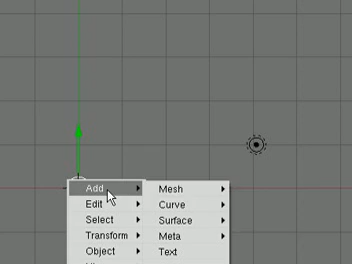 Add
Edit
Select
Transform
Object
Mesh
Curve
Surface
Meta
Text